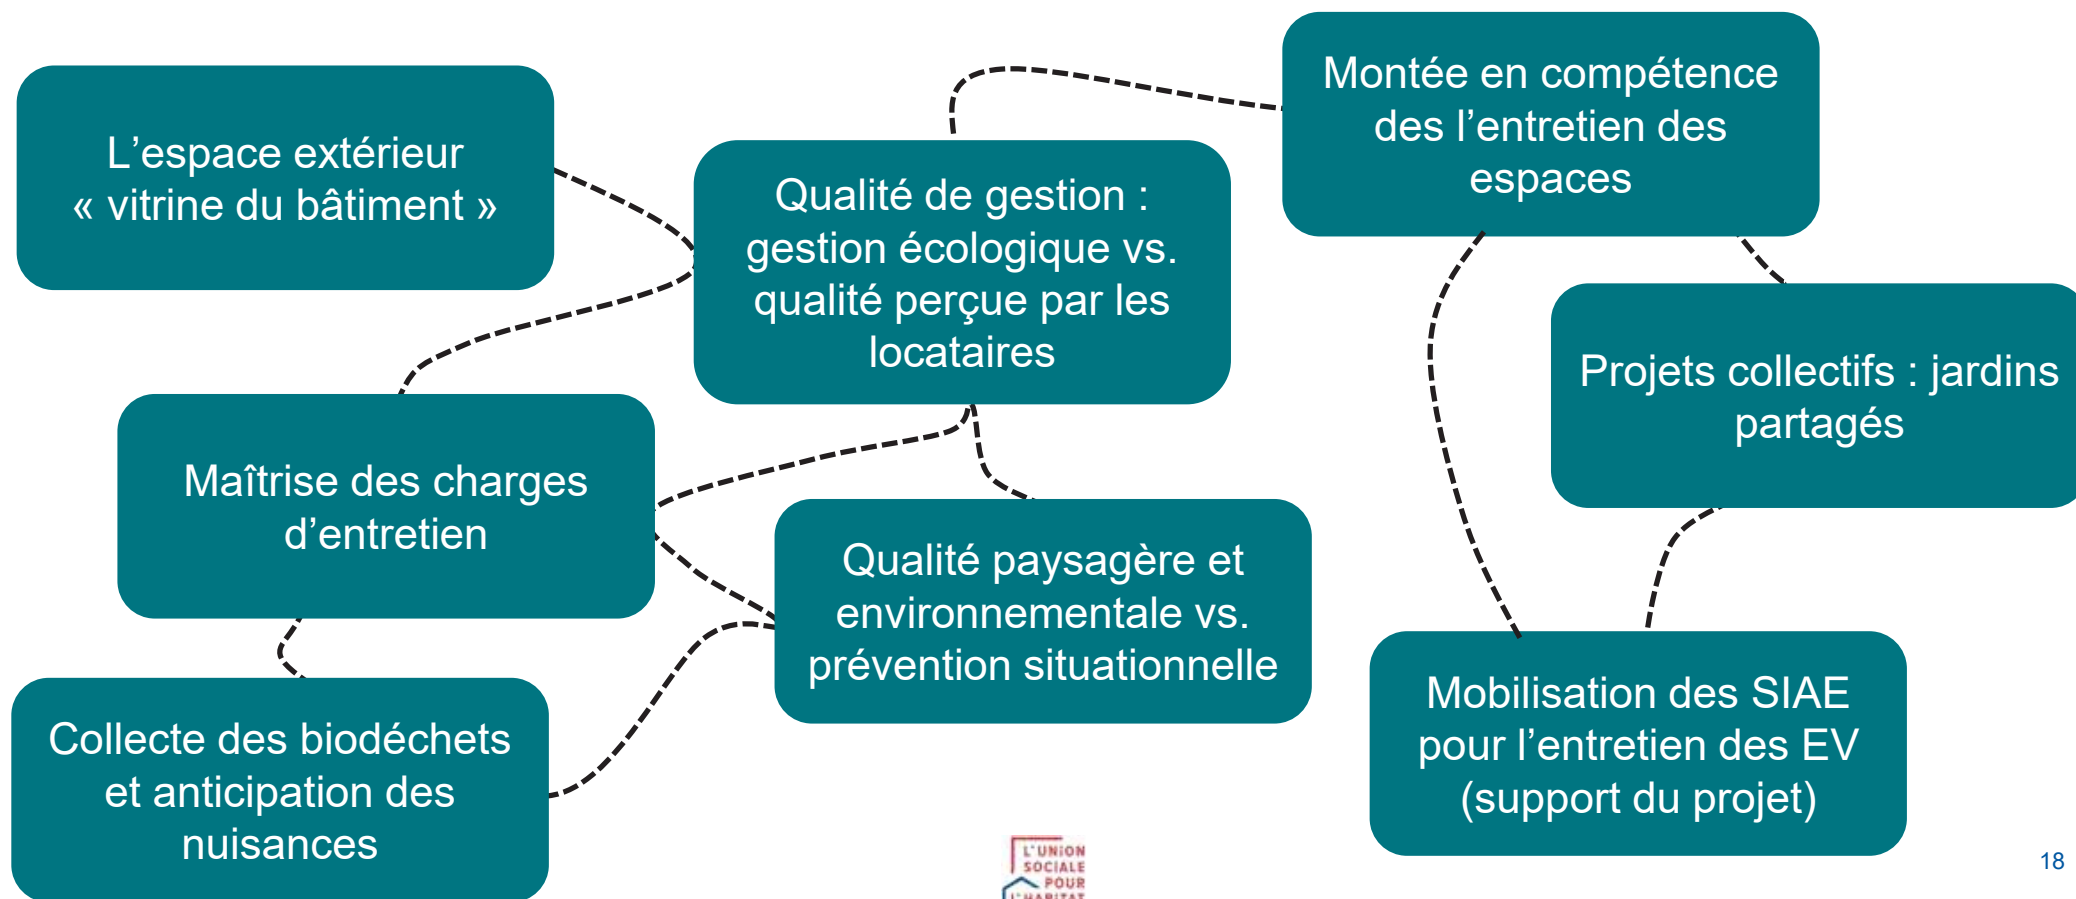 L’espace extérieur
« vitrine du bâtiment »
Qualité de gestion :
gestion écologique vs.
qualité perçue par les
locataires
Montée en compétence
des l’entretien des
espaces
Projets collectifs : jardins
partagés
Maîtrise des charges
d’entretien
Qualité paysagère et
environnementale vs.
prévention situationnelle
Collecte des biodéchets
et anticipation des
nuisances
Mobilisation des SIAE
pour l’entretien des EV
(support du projet)
L'UNION
SOCIALE
POUR
L'HABITAT
18